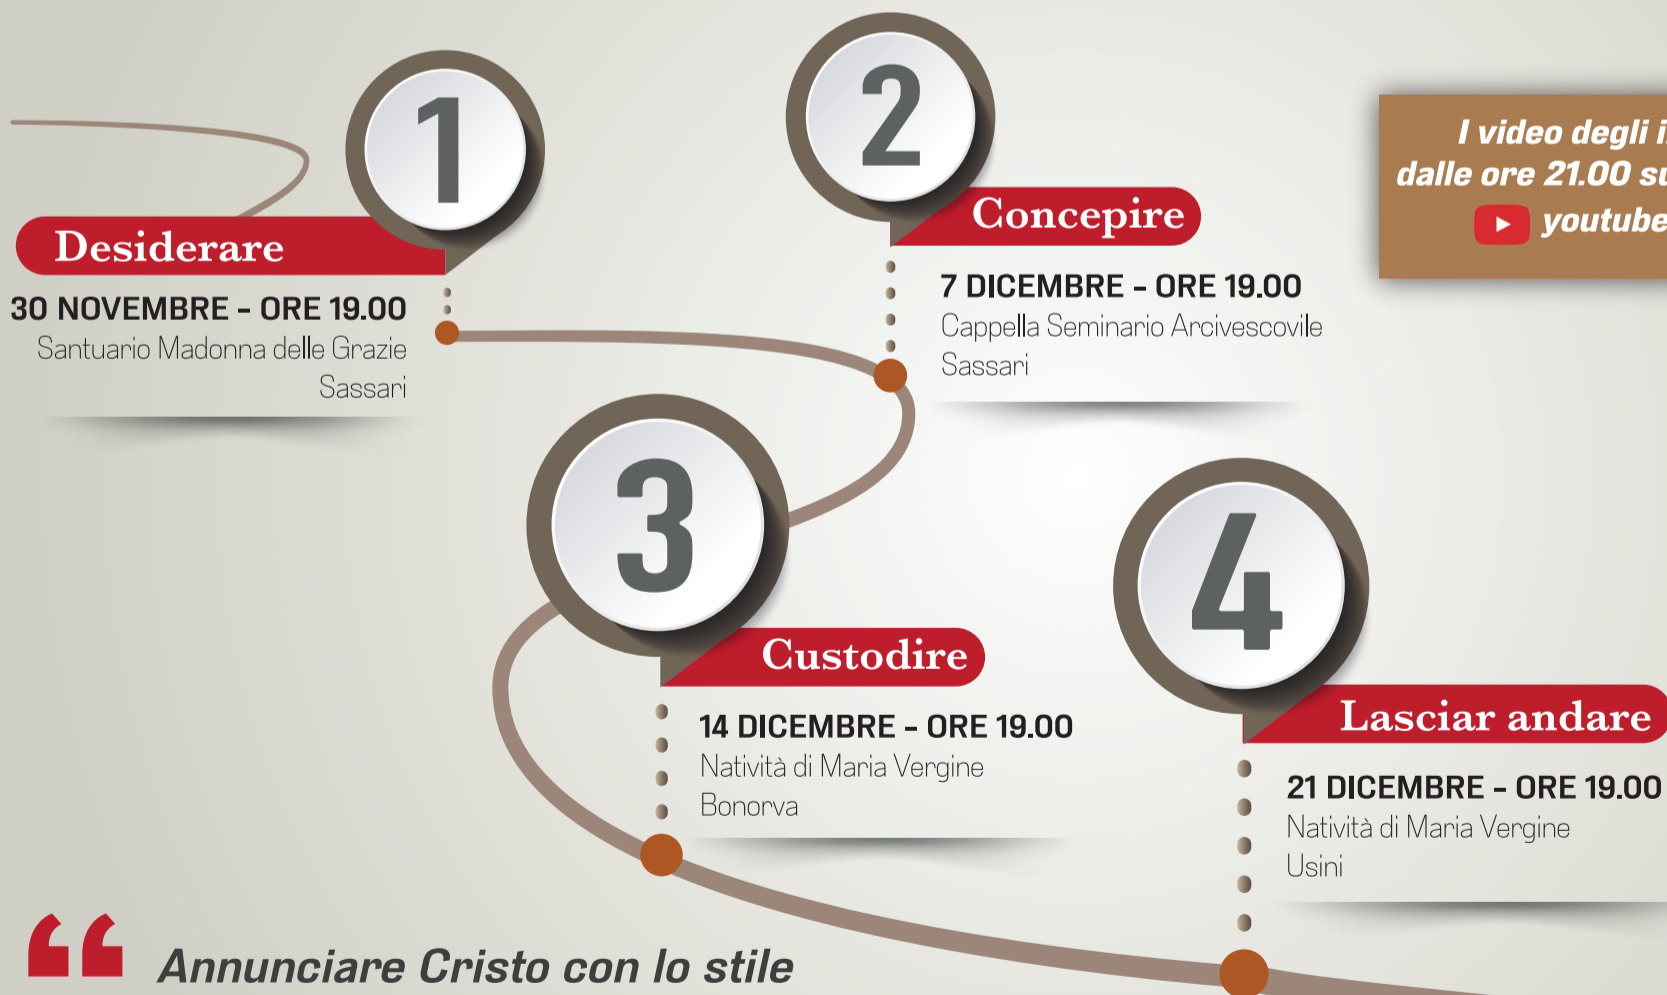 1
Desiderare
30 NOVEMBRE - ORE 19.00
Santuario Madonna delle Grazie
Sassari
2
Concepire
7 DICEMBRE - ORE 19.00
Cappella Seminario Arcivescovile
Sassari
I video degli
dalle ore 21.00
youtube
3
Custodire
14 DICEMBRE - ORE 19.00
Natività di Maria Vergine
Bonorva
4
Lasciar andare
21 DICEMBRE - ORE 19.00
Natività di Maria Vergine
Usini
“ Annunciare Cristo con lo stile